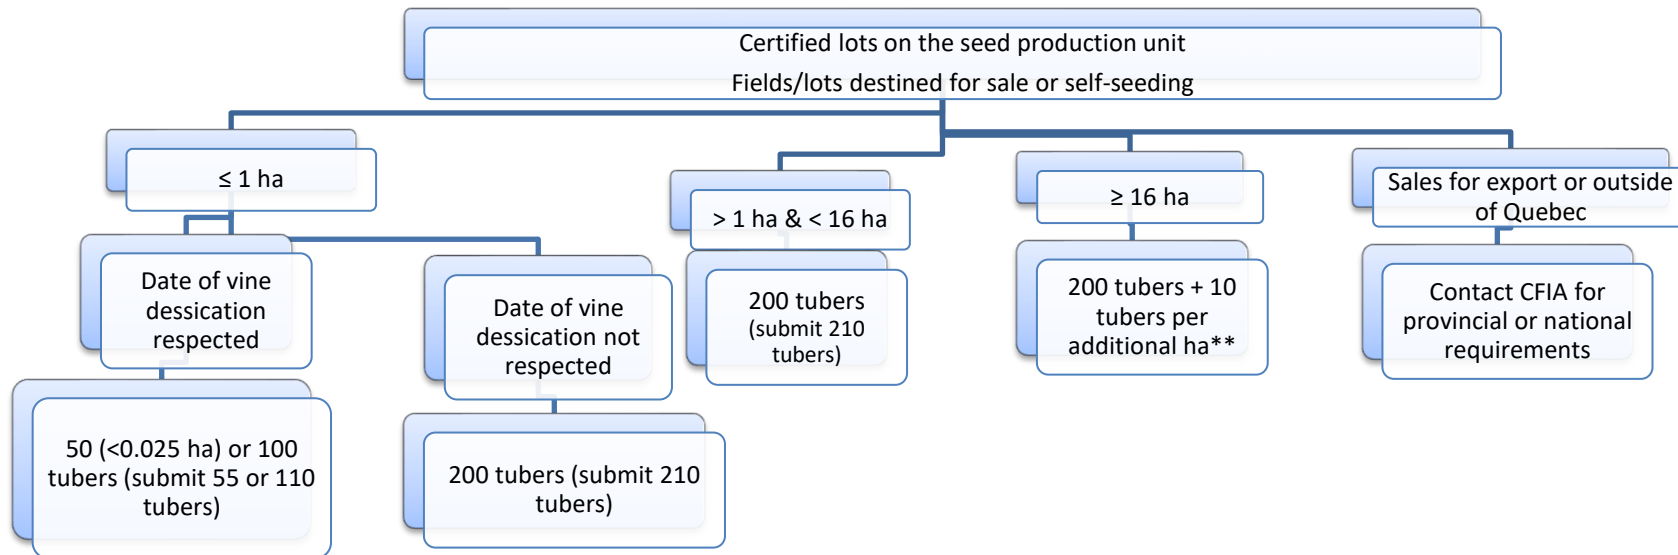 Certified lots on the seed production unit
Fields/lots destined for sale or self-seeding
≤ 1 ha
> 1 ha & < 16 ha
≥ 16 ha
Sales for export or outside
of Quebec
Date of vine
dessication
respected
Date of vine
dessication not
respected
200 tubers
(submit 210
tubers)
200 tubers + 10
tubers per
additional ha**
Contact CFIA for
provincial or national
requirements
50 (<0.025 ha) or 100
tubers (submit 55 or 110
tubers)
200 tubers (submit 210
tubers)